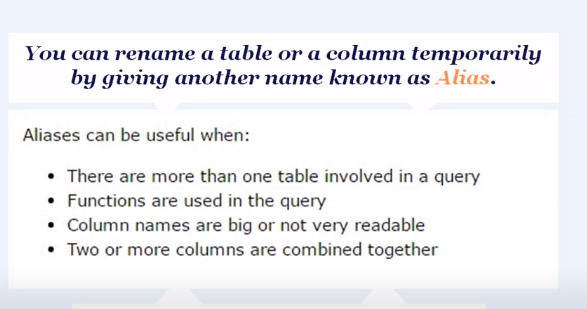 You can rename a table or a column temporarily
by giving another name known as Alias.
Aliases can be useful when:
• There are more than one table involved in a query
• Functions are used in the query
• Column names are big or not very readable
• Two or more columns are combined together